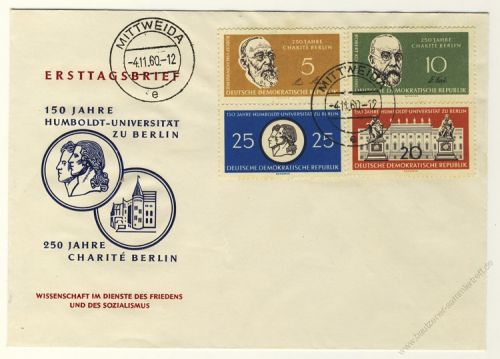 MITTWEIDA
-4.11.60.-12
e
ERSTTAGSBRIEF
150 JAHRE
HUMBOLDT-UNIVERSITÄT
ZU BERLIN
250 JAHRE
CHARITÉ BERLIN
WISSENSCHAFT IM DIENSTE DES FRIEDENS
UND DES SOZIALISMUS
250 JAHRE
CHARITÉ BERLIN
5
DEUTSCHE DEMOKRATISCHE REPUBLIK
250 JAHRE
CHARITÉ BERLIN
10
DEUTSCHE DEMOKRATISCHE REPUBLIK
MITTWEIDA
-4.11.60.-12
e
150 JAHRE HUMBOLDT-UNIVERSITÄT ZU BERLIN
25 25
DEUTSCHE DEMOKRATISCHE REPUBLIK
150 JAHRE HUMBOLDT-UNIVERSITÄT ZU BERLIN
20
DEUTSCHE DEMOKRATISCHE REPUBLIK